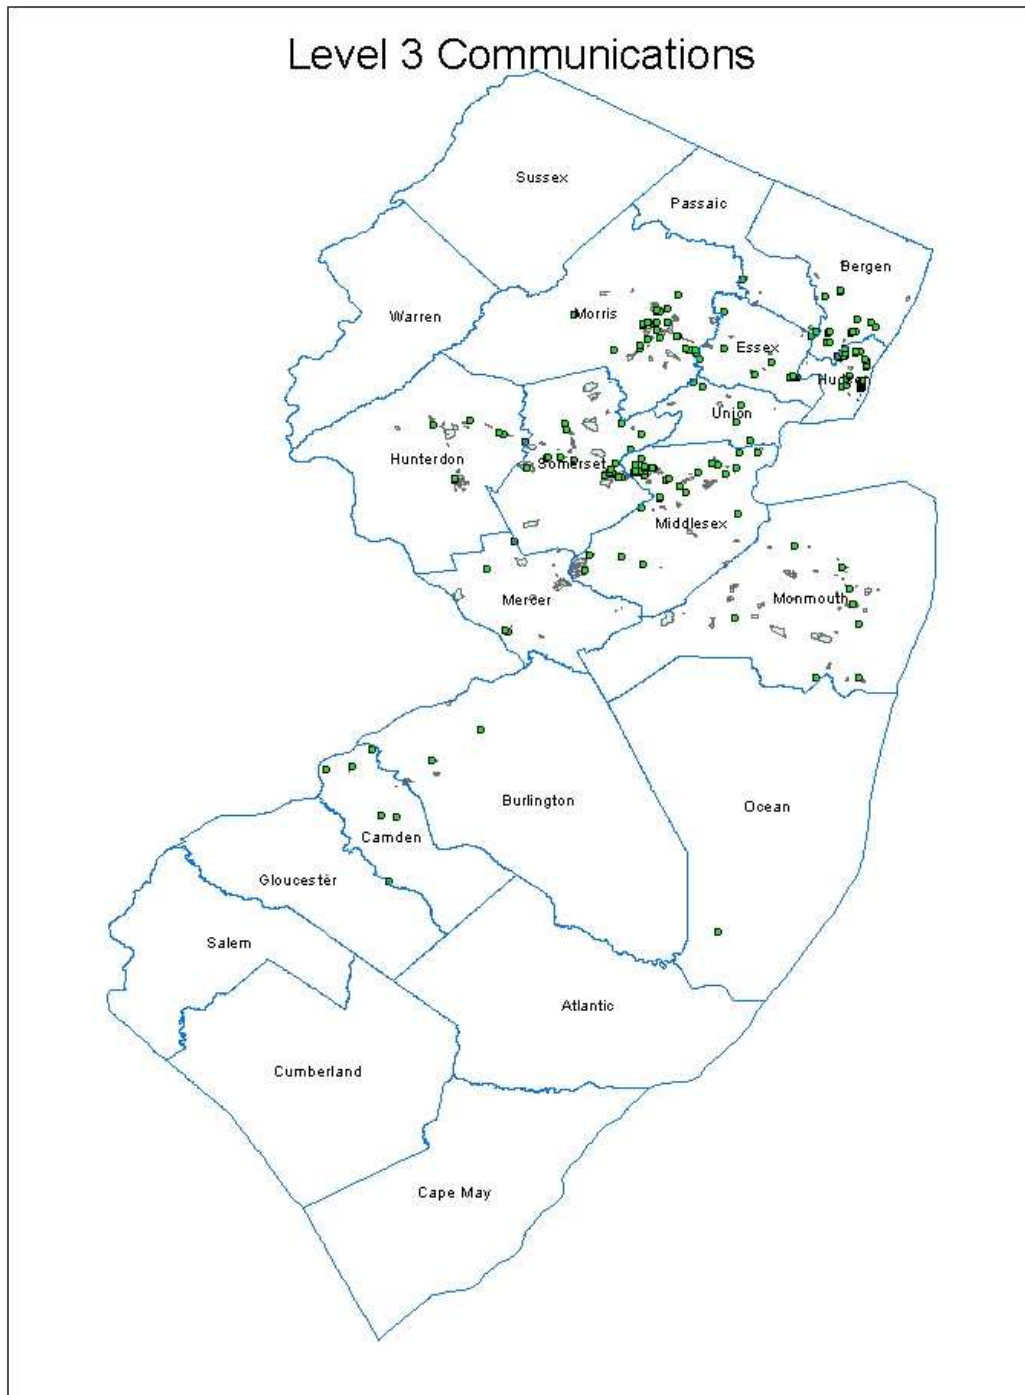 Level 3 Communications
Sussex
Passaic
Bergen
Warren
Morris
Essex
Hudson
Union
Hunterdon
Somerset
Middlesex
Mercer
Monmouth
Burlington
Ocean
Camden
Gloucester
Salem
Atlantic
Cumberland
Cape May